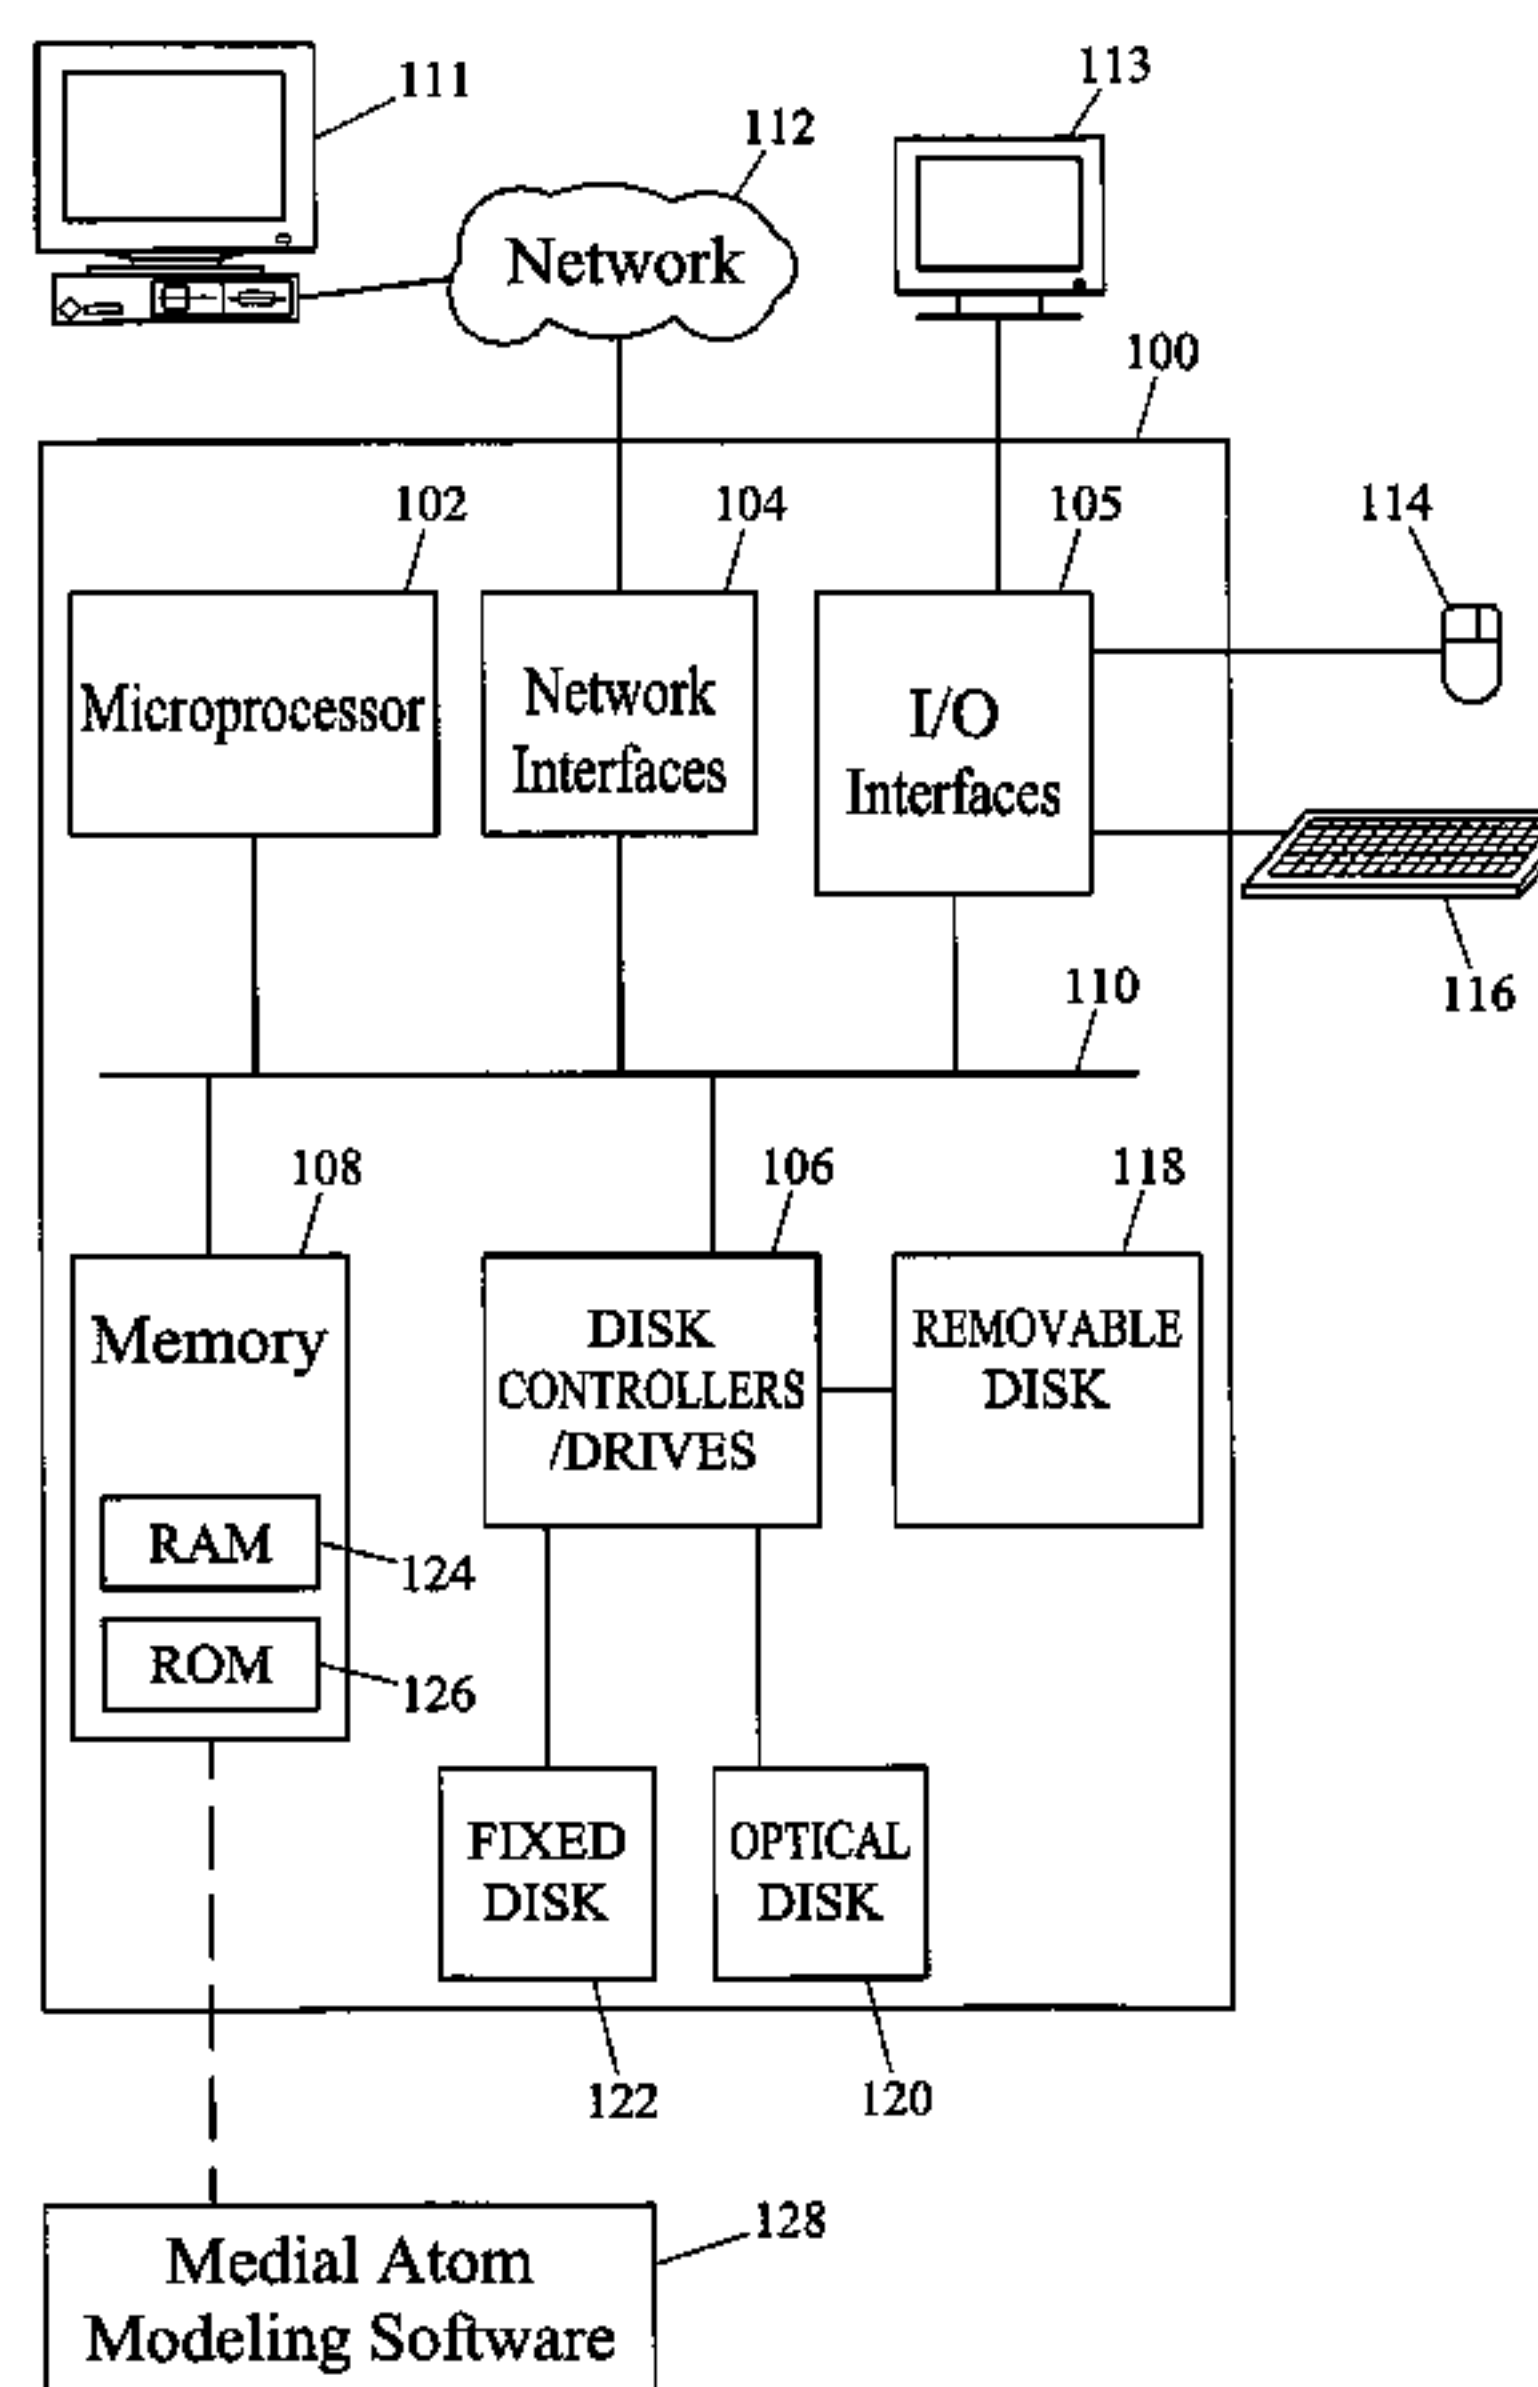 111
113
112
Network
100
102
104
105
114
Microprocessor
Network
Interfaces
I/O
Interfaces
110
116
108
106
118
Memory
DISK
CONTROLLERS
/DRIVES
REMOVABLE
DISK
RAM
124
ROM
126
FIXED
DISK
OPTICAL
DISK
122
120
128
Medial Atom
Modeling Software